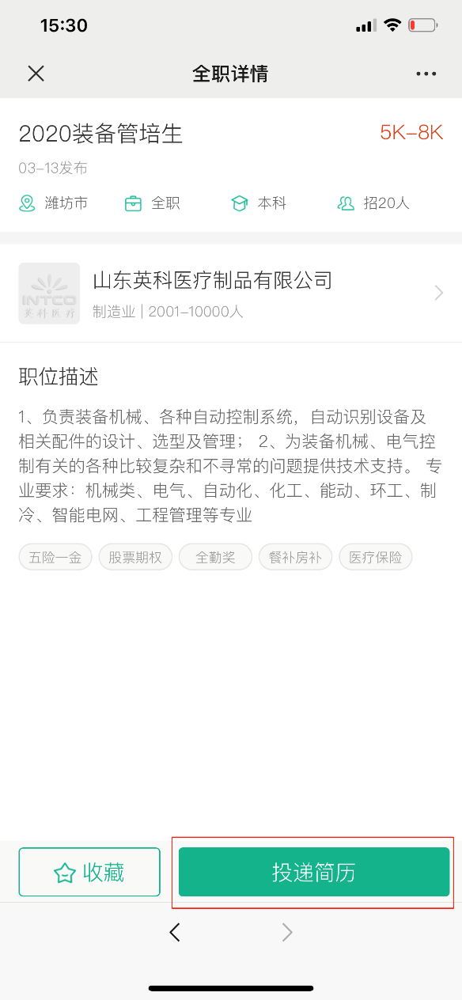 15:30
全职详情
2020装备管培生
5K-8K
03-13发布
潍坊市 全职 本科 招20人
INTCO
英科医疗
山东英科医疗制品有限公司
制造业 | 2001-10000人
职位描述
1、负责装备机械、各种自动控制系统，自动识别设备及
相关配件的设计、选型及管理； 2、为装备机械、电气控
制有关的各种比较复杂和不寻常的问题提供技术支持。 专
业要求：机械类、电气、自动化、化工、能动、环工、制
冷、智能电网、工程管理等专业
五险一金 股票期权 全勤奖 餐补房补 医疗保险
收藏
投递简历